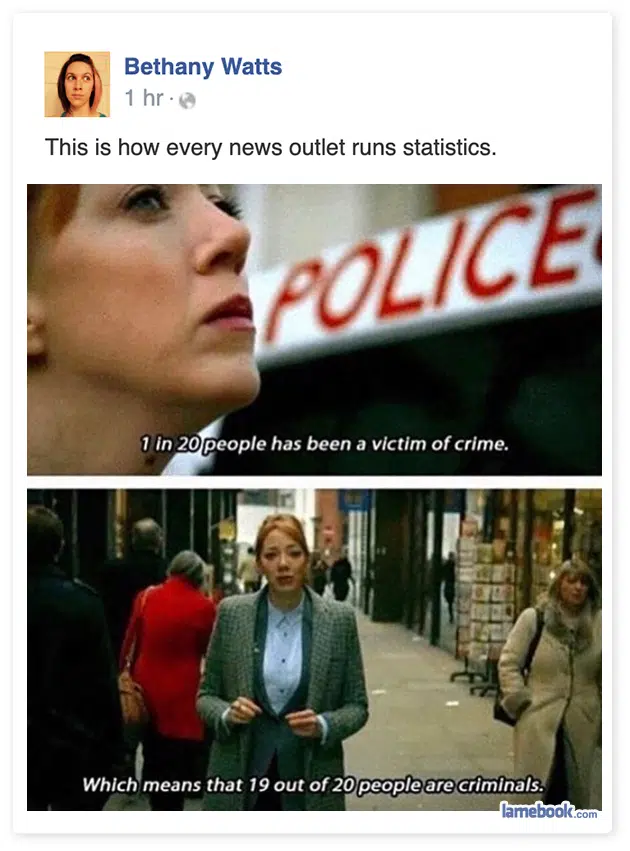 Bethany Watts
1 hr ·
This is how every news outlet runs statistics.
POLICE
1 in 20 people has been a victim of crime.
Which means that 19 out of 20 people are criminals.
lamebook.com